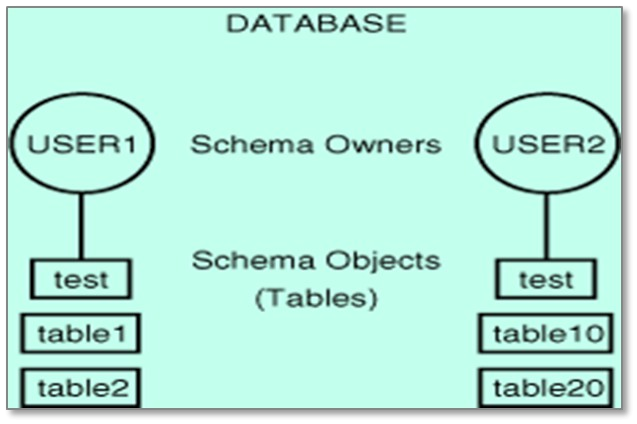 DATABASE
USER1 Schema Owners USER2
test Schema Objects test
(Tables)
table1 table10
table2 table20